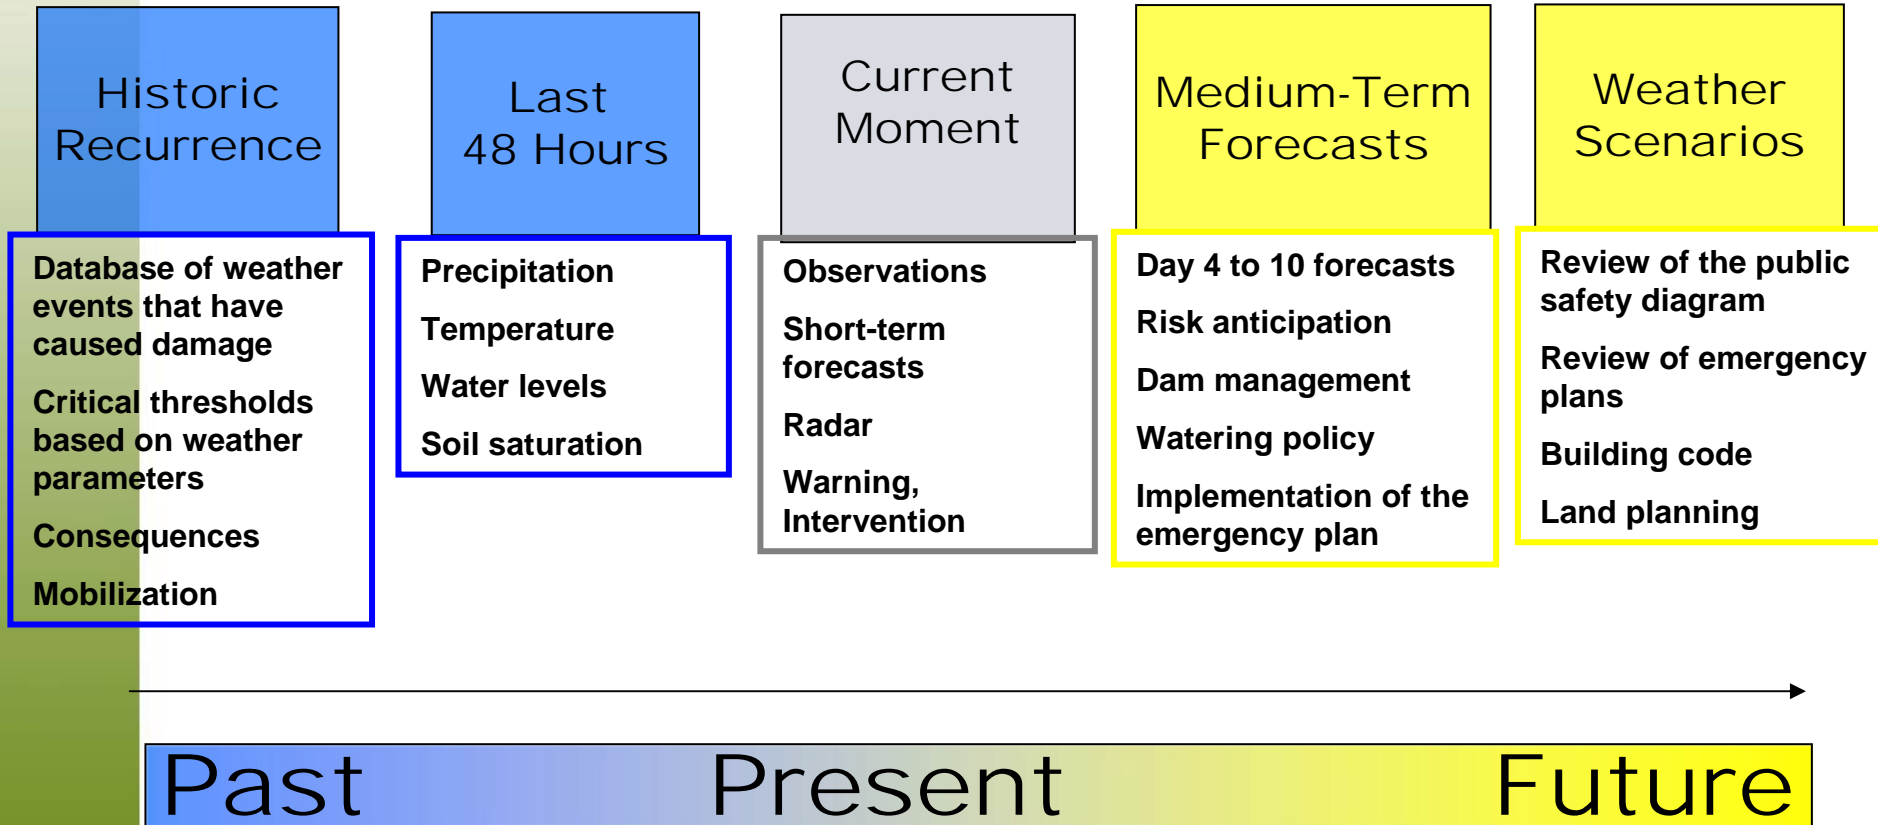 Historic
Recurrence
Database of weather
events that have
caused damage
Critical thresholds
based on weather
parameters
Consequences
Mobilization
Last
48 Hours
Precipitation
Temperature
Water levels
Soil saturation
Current
Moment
Observations
Short-term
forecasts
Radar
Warning,
Intervention
Medium-Term
Forecasts
Day 4 to 10 forecasts
Risk anticipation
Dam management
Watering policy
Implementation of the
emergency plan
Weather
Scenarios
Review of the public
safety diagram
Review of emergency
plans
Building code
Land planning
Past Present Future